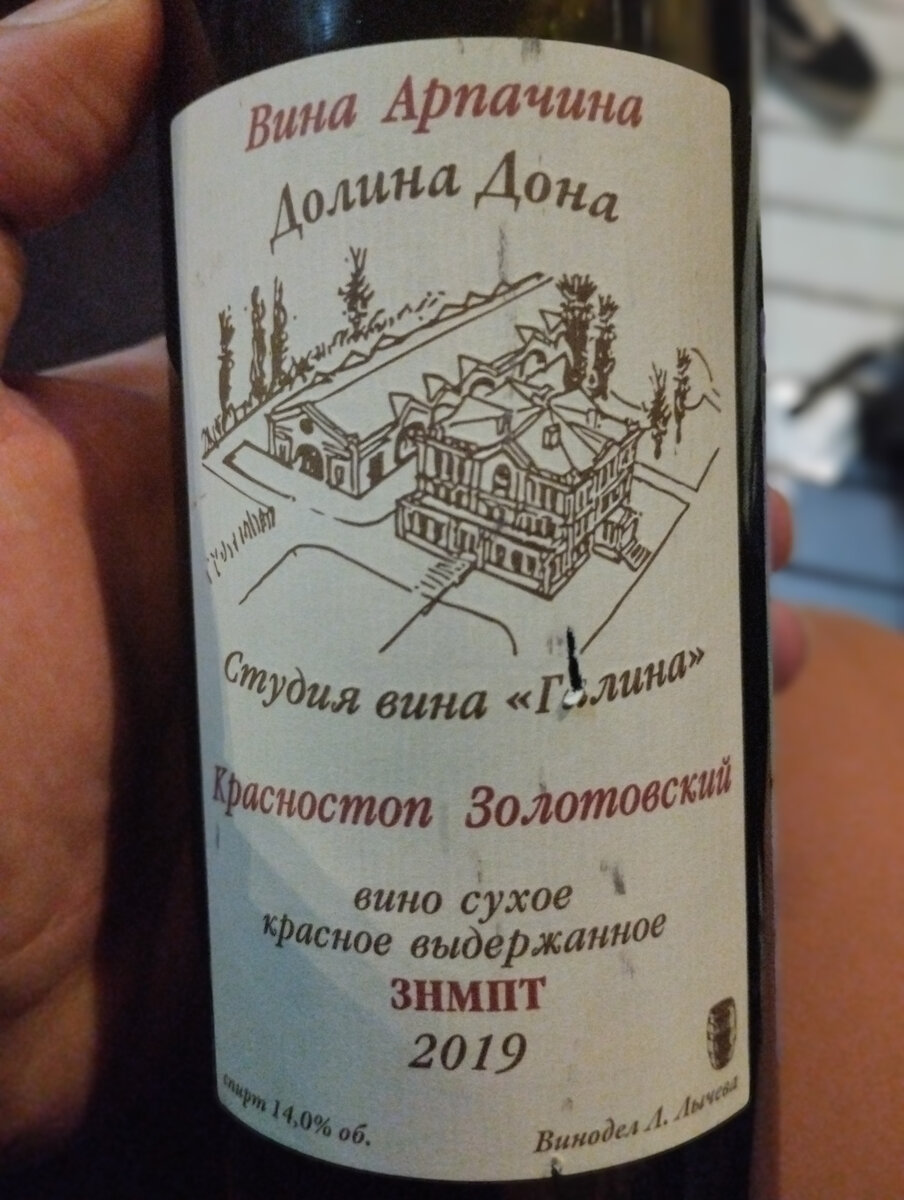 Вина Арпачина
Долина Дона
Студия вина «Галина»
Красностоп Золотовский
вино сухое
красное выдержанное
ЗНМПТ
2019
спирт 14,0% об.
Винодел Л. Лычева